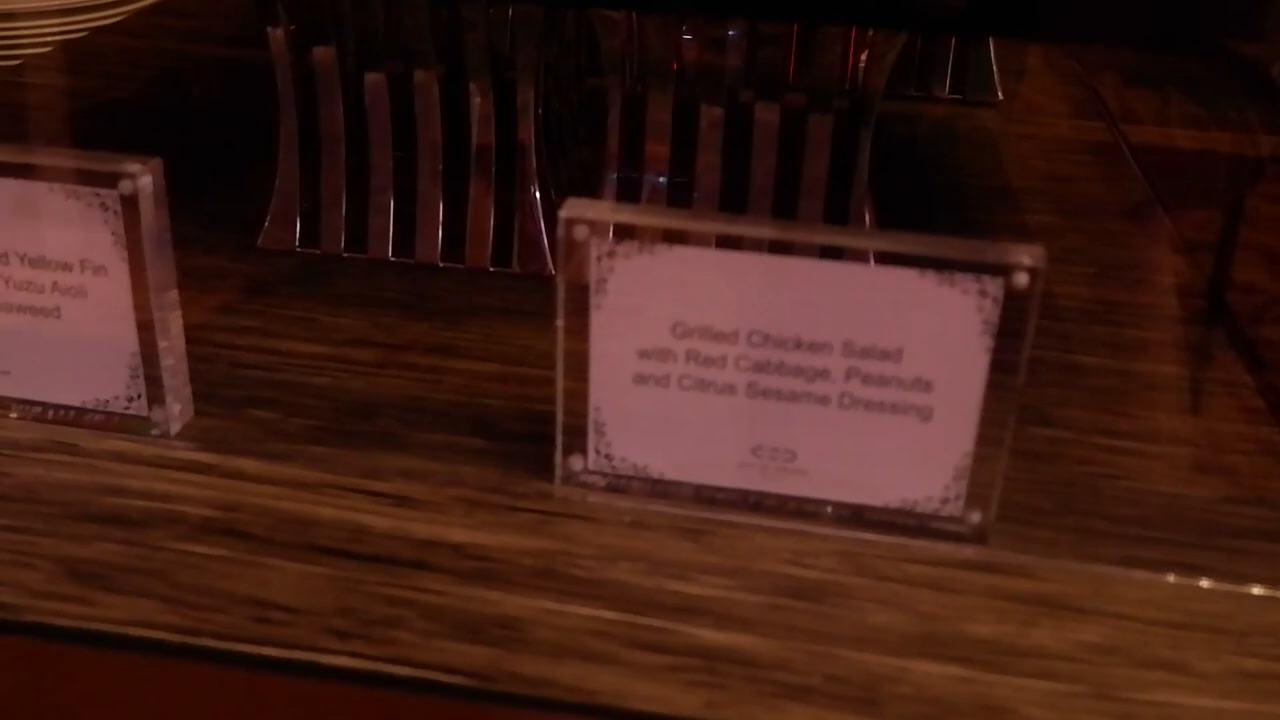 d Yellow Fin
Yuzu Aioli
aweed
Grilled Chicken Salad
with Red Cabbage, Peanuts
and Citrus Sesame Dressing